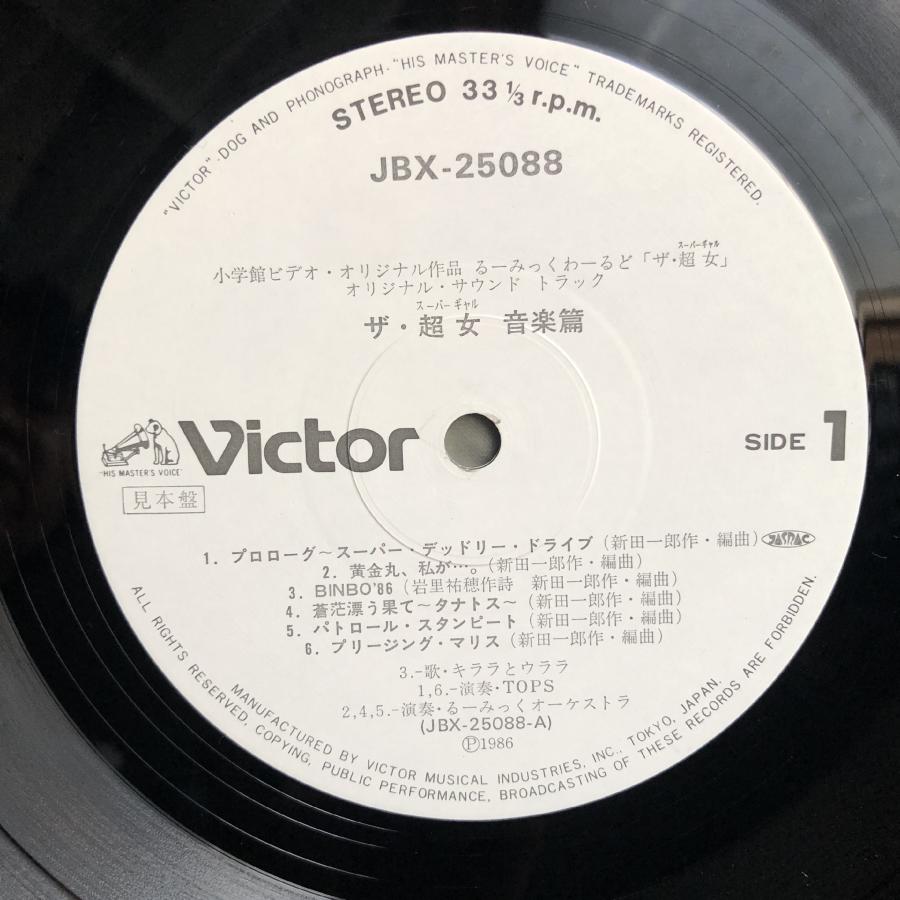 "VICTOR"·DOG AND PHONOGRAPH·"HIS MASTER'S VOICE" TRADEMARKS REGISTERED.
STEREO 33 ⅓ r.p.m.
JBX-25088
スーパーギャル
小学館ビデオ・オリジナル作品 るーみっくわーるど「ザ・超女」
オリジナル・サウンド トラック
スーパーギャル
ザ・超女 音楽篇
Victor
SIDE 1
"HIS MASTER'S VOICE"
見本盤
1. プロローグ〜スーパー・デッドリー・ドライブ (新田一郎作・編曲) JASRAC
2. 黄金丸、私が…。(新田一郎作・編曲)
3. BINBO'86 (岩里祐穂作詩 新田一郎作・編曲)
4. 蒼茫漂う果て〜タナトス〜 (新田一郎作・編曲)
5. パトロール・スタンピート (新田一郎作・編曲)
6. プリージング・マリス (新田一郎作・編曲)
3.-歌・キララとウララ
1,6.-演奏・TOPS
2,4,5.-演奏・るーみっくオーケストラ
(JBX-25088-A)
Ⓟ1986
MANUFACTURED BY VICTOR MUSICAL INDUSTRIES, INC., TOKYO, JAPAN.
ALL RIGHTS RESERVED, COPYING, PUBLIC PERFORMANCE, BROADCASTING OF THESE RECORDS ARE FORBIDDEN.